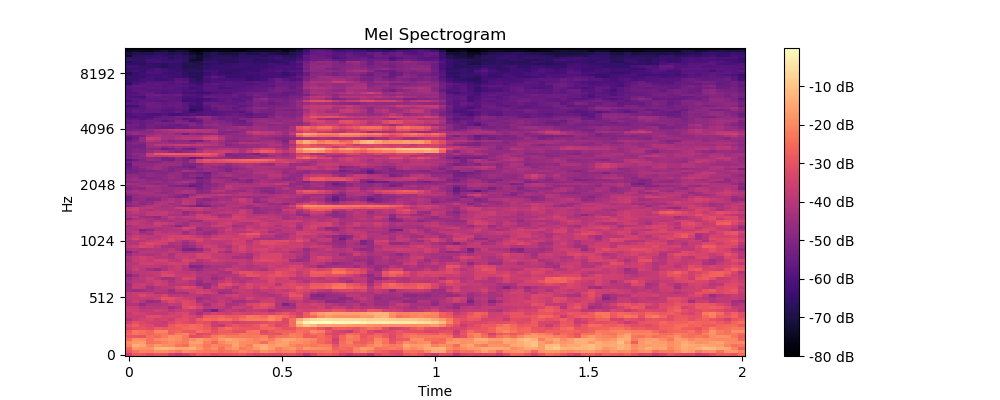 Mel Spectrogram
8192
4096
2048
1024
512
0
Hz
0
0.5
1
1.5
2
Time
-10 dB
-20 dB
-30 dB
-40 dB
-50 dB
-60 dB
-70 dB
-80 dB